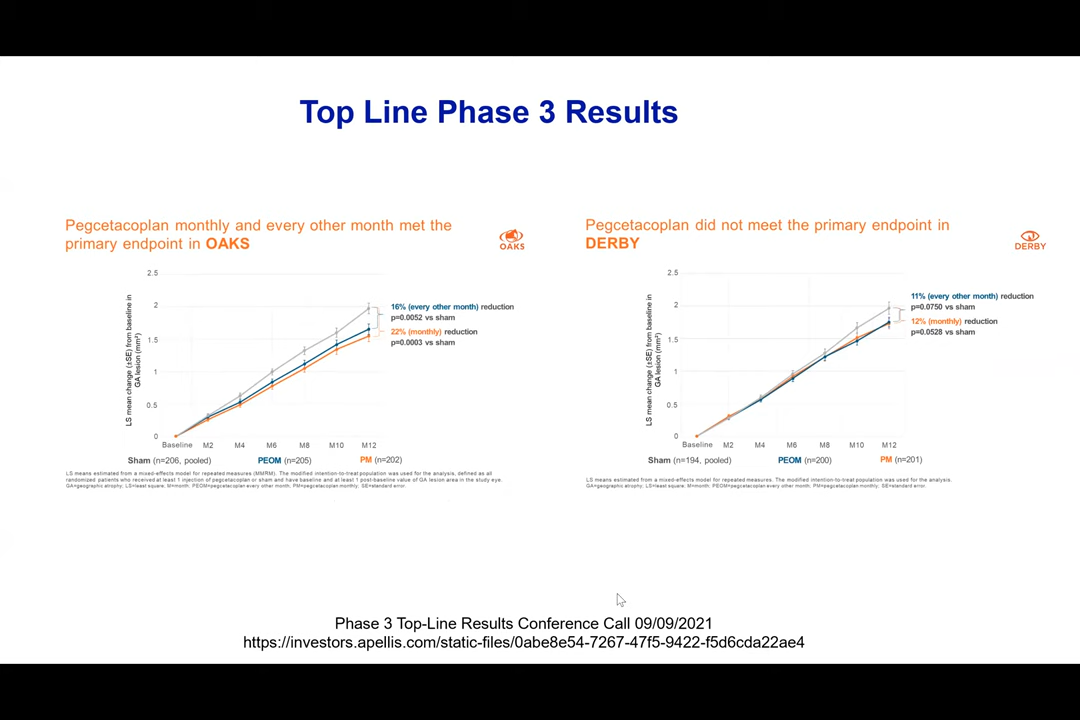 Top Line Phase 3 Results
Pegcetacoplan monthly and every other month met the
primary endpoint in OAKS
OAKS
2.5
2
1.5
1
0.5
0
LS mean change (±SE) from baseline in
GA lesion (mm²)
16% (every other month) reduction
p=0.0052 vs sham
22% (monthly) reduction
p=0.0003 vs sham
Baseline M2 M4 M6 M8 M10 M12
Sham (n=206, pooled) PEOM (n=205) PM (n=202)
LS means estimated from a mixed-effects model for repeated measures (MMRM). The modified intention-to-treat population was used for the analysis, defined as all
randomized patients who received at least 1 injection of pegcetacoplan or sham and have baseline and at least 1 post-baseline value of GA lesion area in the study eye.
GA=geographic atrophy; LS=least square; M=month; PEOM=pegcetacoplan every other month; PM=pegcetacoplan monthly; SE=standard error.
Pegcetacoplan did not meet the primary endpoint in
DERBY
DERBY
2.5
2
1.5
1
0.5
0
LS mean change (±SE) from baseline in
GA lesion (mm²)
11% (every other month) reduction
p=0.0750 vs sham
12% (monthly) reduction
p=0.0528 vs sham
Baseline M2 M4 M6 M8 M10 M12
Sham (n=194, pooled) PEOM (n=200) PM (n=201)
LS means estimated from a mixed-effects model for repeated measures. The modified intention-to-treat population was used for the analysis.
GA=geographic atrophy; LS=least square; M=month; PEOM=pegcetacoplan every other month; PM=pegcetacoplan monthly; SE=standard error.
Phase 3 Top-Line Results Conference Call 09/09/2021
https://investors.apellis.com/static-files/0abe8e54-7267-47f5-9422-f5d6cda22ae4